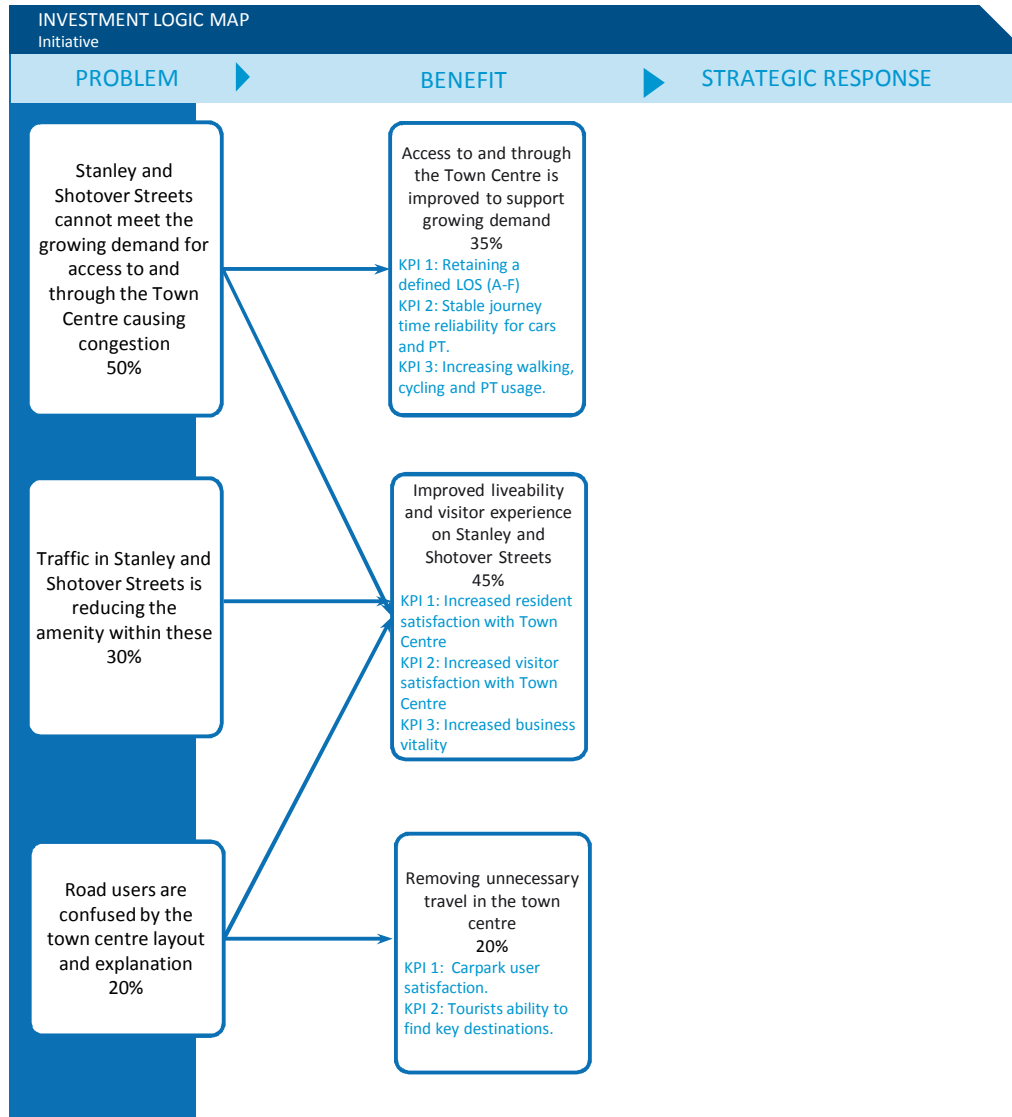 INVESTMENT LOGIC MAP
Initiative
PROBLEM
BENEFIT
STRATEGIC RESPONSE
Stanley and
Shotover Streets
cannot meet the
growing demand for
access to and
through the Town
Centre causing
congestion
50%
Access to and through
the Town Centre is
improved to support
growing demand
35%
KPI 1: Retaining a
defined LOS (A-F)
KPI 2: Stable journey
time reliability for cars
and PT.
KPI 3: Increasing walking,
cycling and PT usage.
Traffic in Stanley and
Shotover Streets is
reducing the
amenity within these
30%
Improved liveability
and visitor experience
on Stanley and
Shotover Streets
45%
KPI 1: Increased resident
satisfaction with Town
Centre
KPI 2: Increased visitor
satisfaction with Town
Centre
KPI 3: Increased business
vitality
Road users are
confused by the
town centre layout
and explanation
20%
Removing unnecessary
travel in the town
centre
20%
KPI 1: Carpark user
satisfaction.
KPI 2: Tourists ability to
find key destinations.